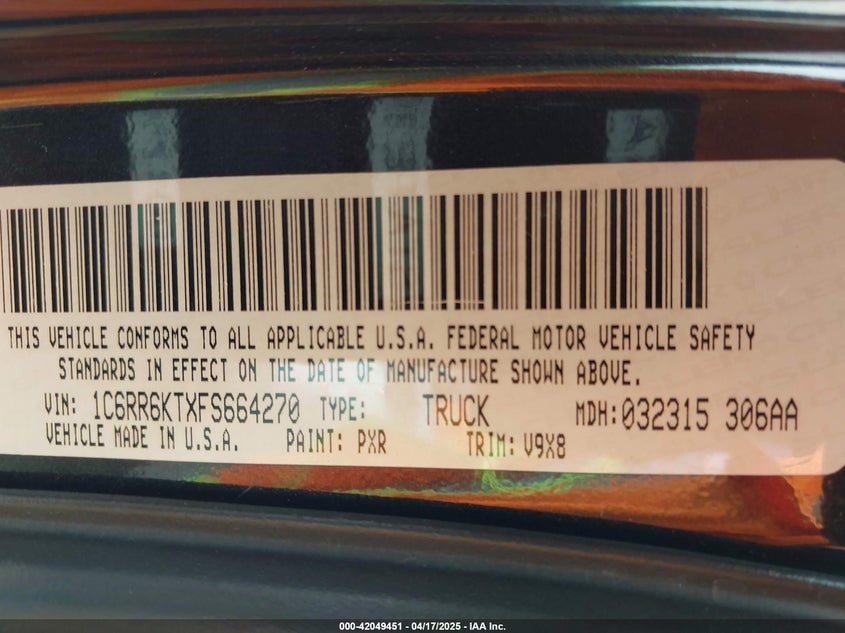 THIS VEHICLE CONFORMS TO ALL APPLICABLE U.S.A. FEDERAL MOTOR VEHICLE SAFETY
STANDARDS IN EFFECT ON THE DATE OF MANUFACTURE SHOWN ABOVE.
VIN: 1C6RR6KTXFS664270 TYPE: TRUCK MDH:032315 306AA
VEHICLE MADE IN U.S.A. PAINT: PXR TRIM: V9X8
000-42049451 - 04/17/2025 - IAA Inc.